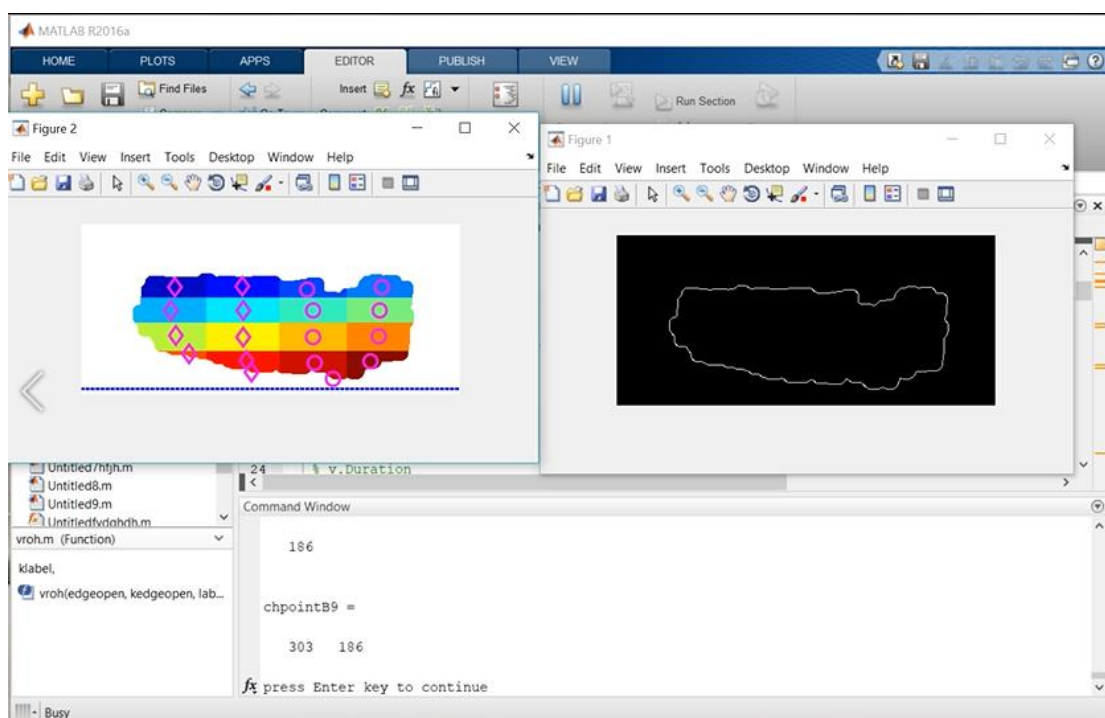 MATLAB R2016a
HOME PLOTS APPS EDITOR PUBLISH VIEW
Find Files Insert fx Run Section
Figure 2
File Edit View Insert Tools Desktop Window Help
Figure 1
File Edit View Insert Tools Desktop Window Help
Untitled7hfjh.m
Untitled8.m
Untitled9.m
24 % v.Duration
vroh.m (Function)
klabel,
vroh(edgeopen, kedgeopen, lab...
Command Window
186
chpointB9 =
303 186
fx press Enter key to continue
Busy